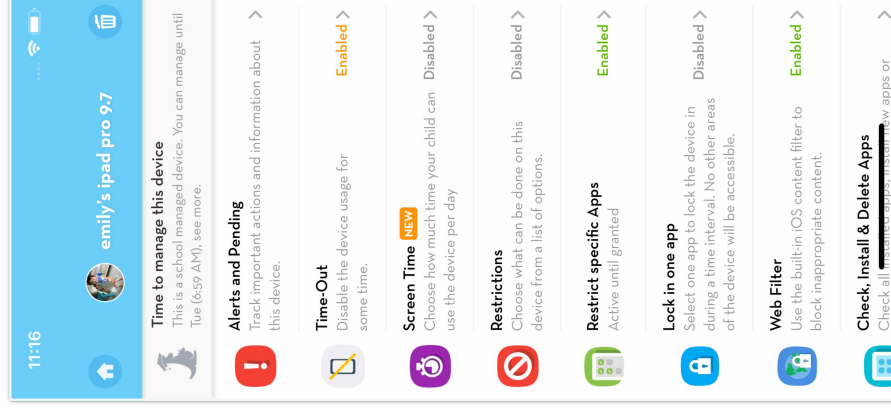 11:16
emily's ipad pro 9.7
Time to manage this device
This is a school managed device. You can manage until
Tue (6:59 AM), see more.
Alerts and Pending
Track important actions and information about
this device.
Time-Out
Enabled
Disable the device usage for
some time.
Screen Time NEW
Disabled
Choose how much time your child can
use the device per day
Restrictions
Disabled
Choose what can be done on this
device from a list of options.
Restrict specific Apps
Enabled
Active until granted
Lock in one app
Disabled
Select one app to lock the device in
during a time interval. No other areas
of the device will be accessible.
Web Filter
Enabled
Use the built-in iOS content filter to
block inappropriate content.
Check, Install & Delete Apps
Check all installed apps, install new apps or